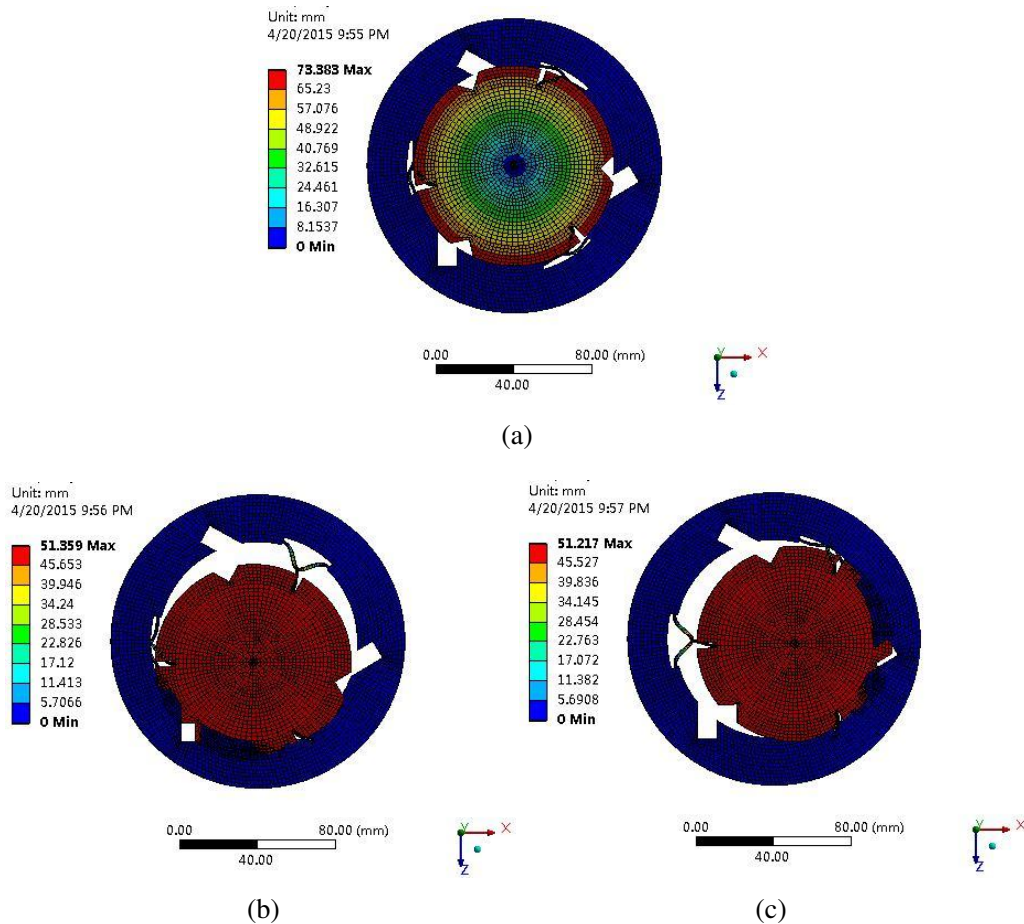 Unit: mm
4/20/2015 9:55 PM
73.383 Max
65.23
57.076
48.922
40.769
32.615
24.461
16.307
8.1537
0 Min
0.00 80.00 (mm)
40.00
Y X
Z
(a)
Unit: mm
4/20/2015 9:56 PM
51.359 Max
45.653
39.946
34.24
28.533
22.826
17.12
11.413
5.7066
0 Min
0.00 80.00 (mm)
40.00
Y X
Z
(b)
Unit: mm
4/20/2015 9:57 PM
51.217 Max
45.527
39.836
34.145
28.454
22.763
17.072
11.382
5.6908
0 Min
0.00 80.00 (mm)
40.00
Y X
Z
(c)